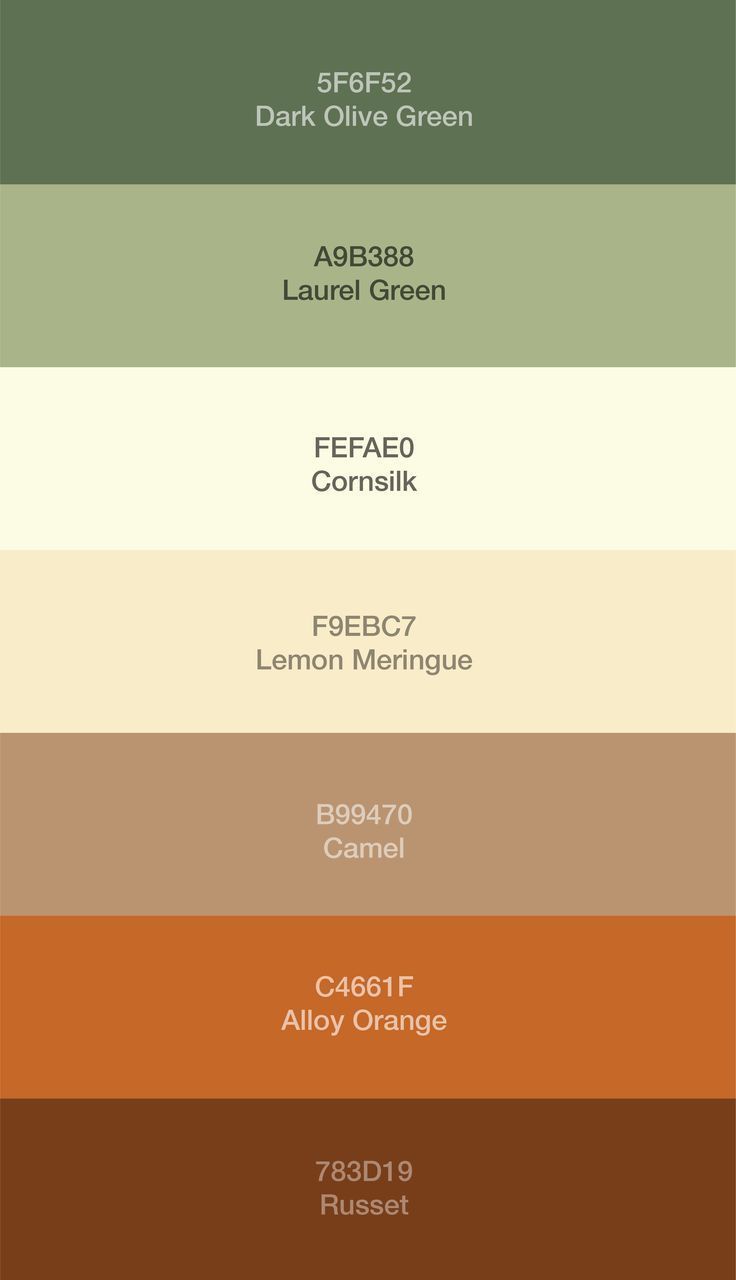 5F6F52
Dark Olive Green
A9B388
Laurel Green
FEFAE0
Cornsilk
F9EBC7
Lemon Meringue
B99470
Camel
C4661F
Alloy Orange
783D19
Russet